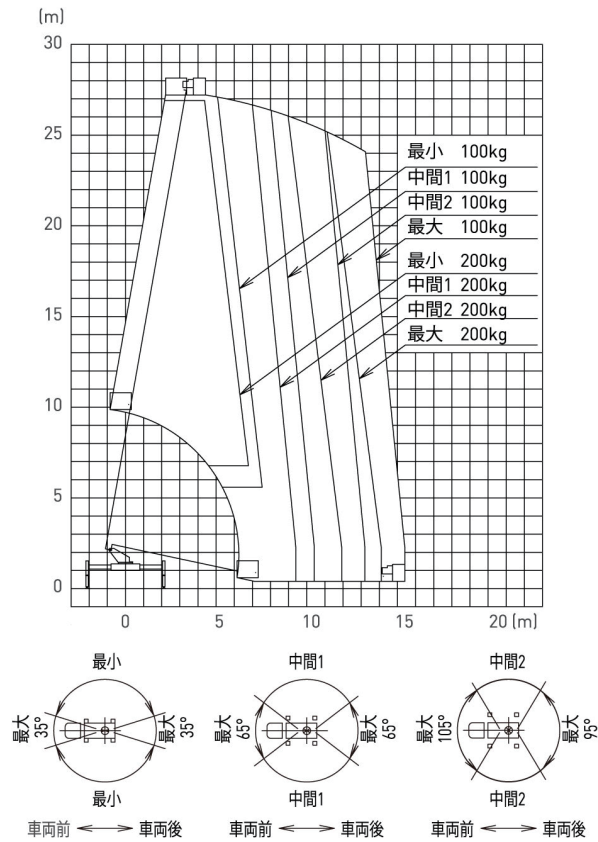 (m)
30
25
20
15
10
5
0
最小 100kg
中間1 100kg
中間2 100kg
最大 100kg
最小 200kg
中間1 200kg
中間2 200kg
最大 200kg
0 5 10 15 20 (m)
最小 中間1 中間2
最大 35° 最大 35° 最大 65° 最大 65° 最大 105° 最大 95°
最小 中間1 中間2
車両前 車両後 車両前 車両後 車両前 車両後